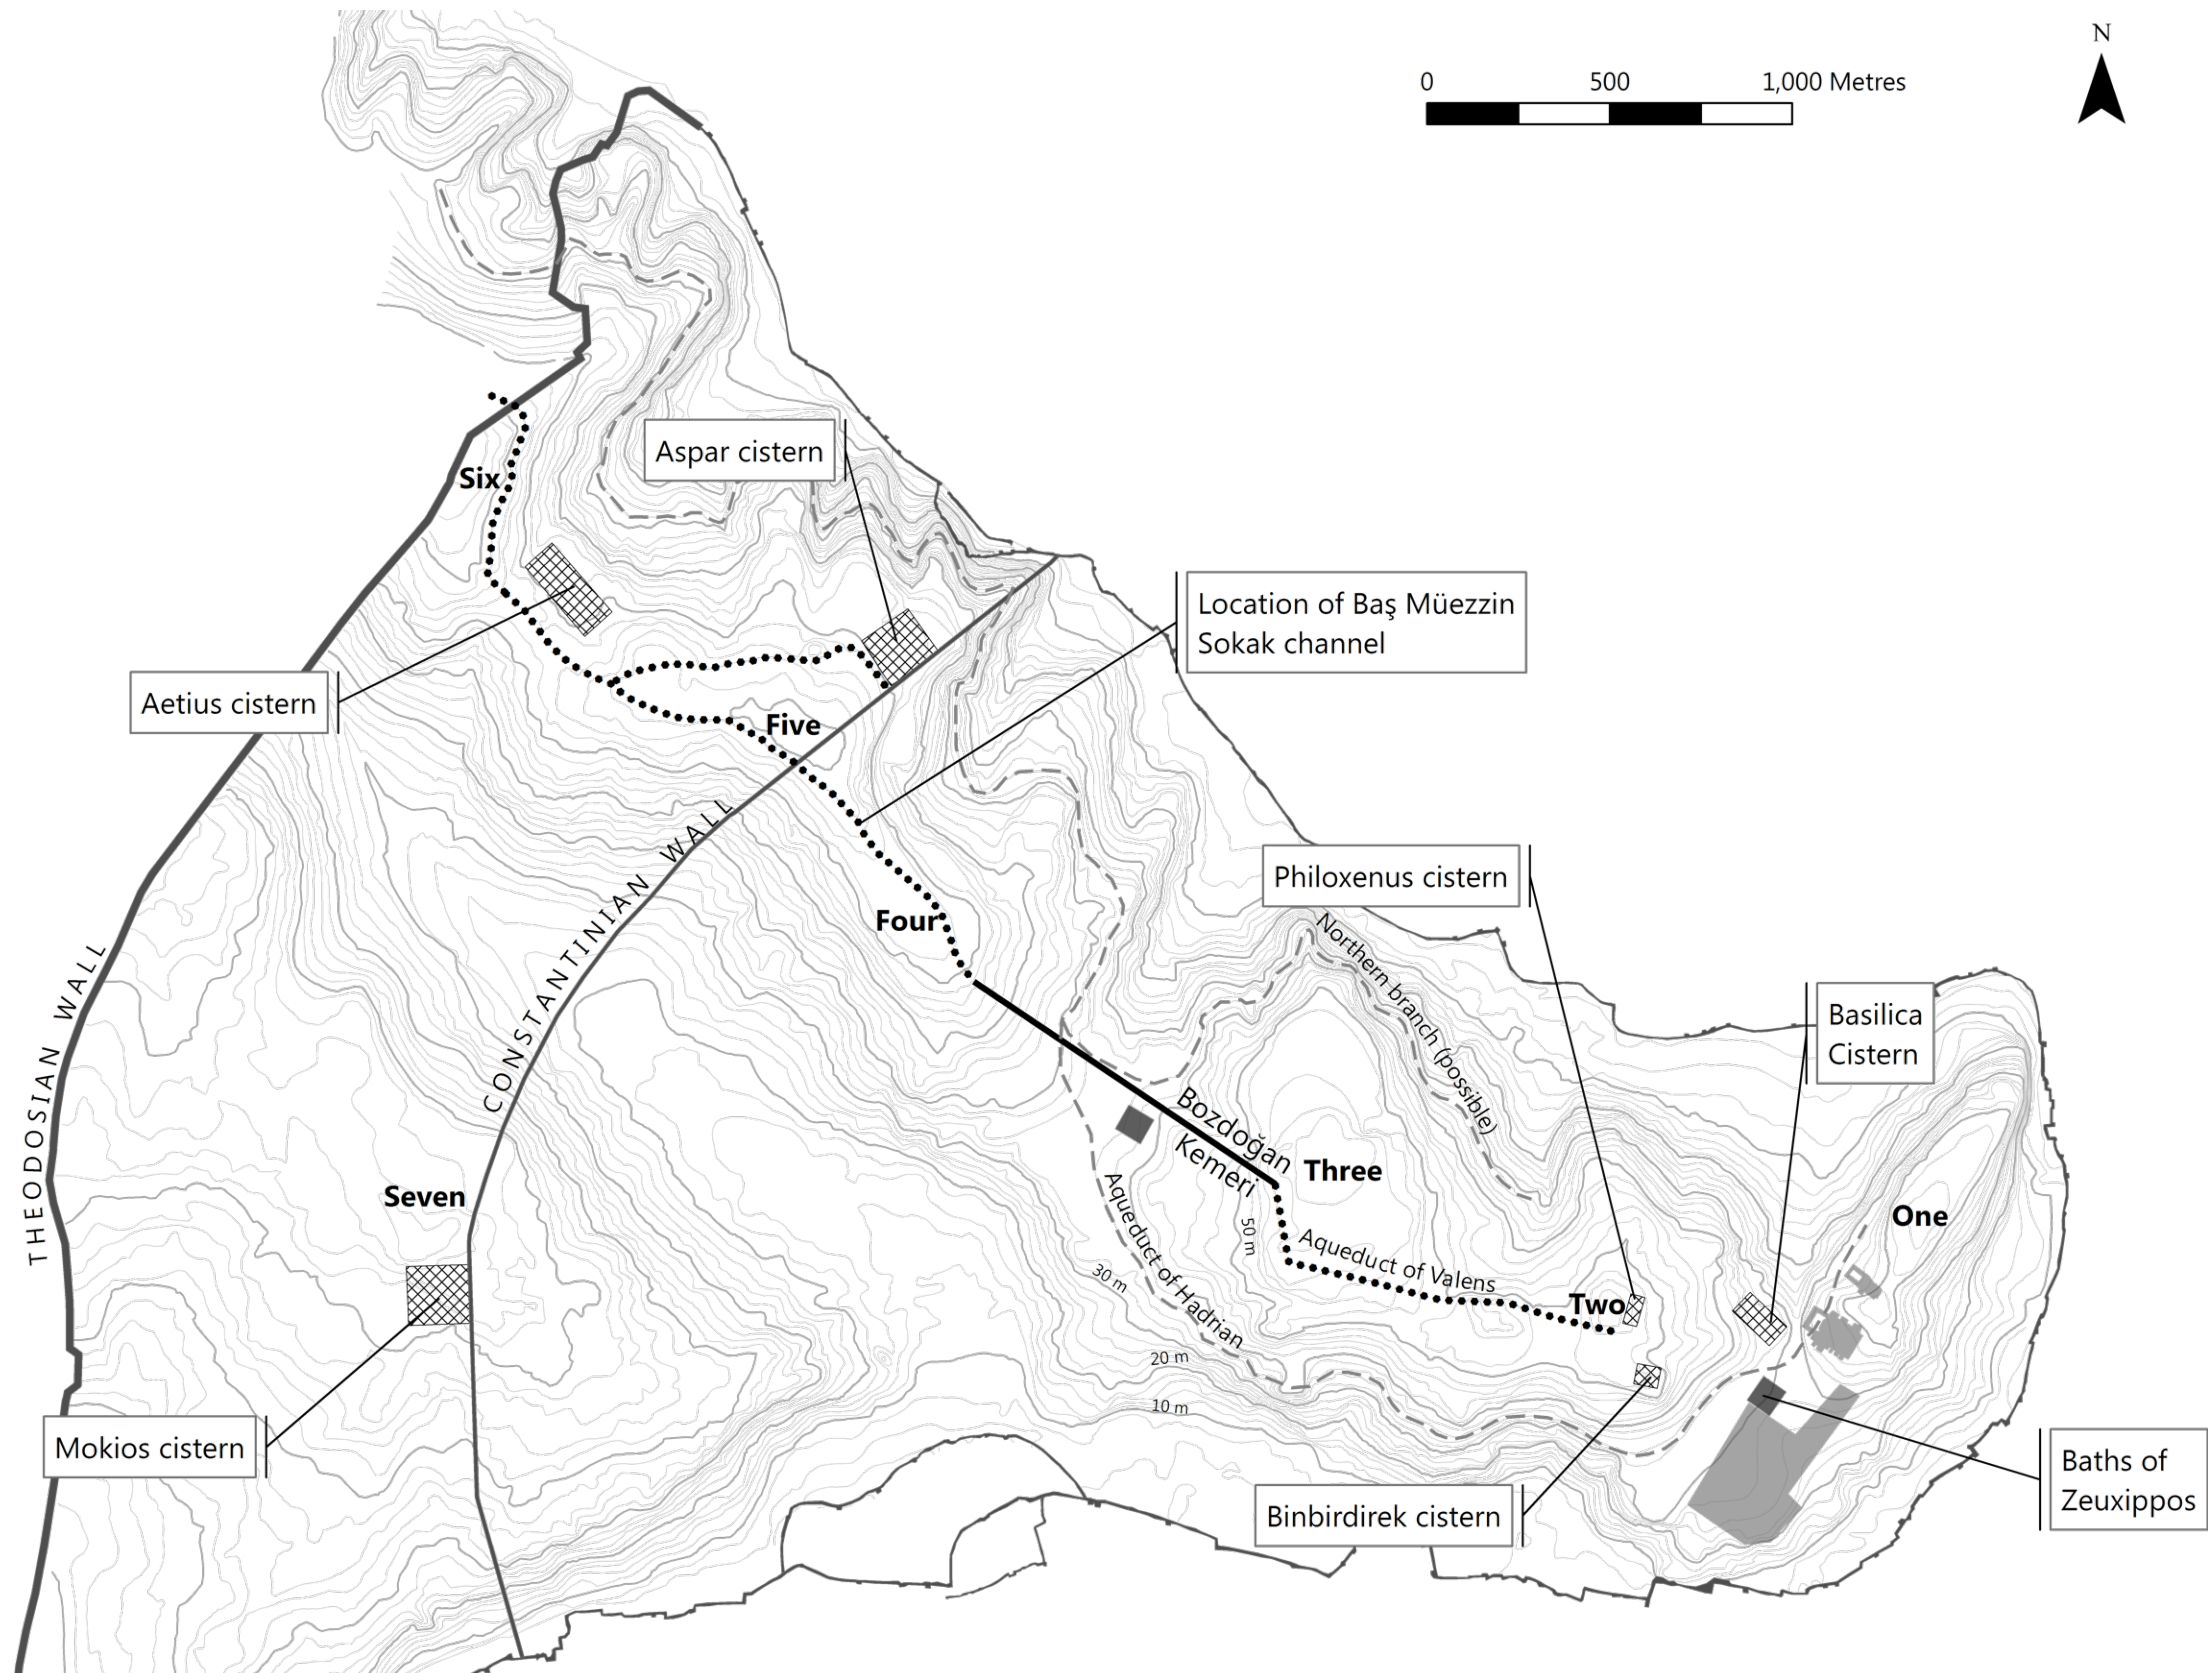 N
0 500 1,000 Metres
Aspar cistern
Six
Location of Baş Müezzin
Sokak channel
Aetius cistern
Five
CONSTANTINIAN WALL
Philoxenus cistern
Four
THEODOSIAN WALL
Northern branch (possible)
Basilica
Cistern
Bozdoğan
Kemeri
Three
Seven
Aqueduct of Hadrian
50 m
One
Aqueduct of Valens
30 m
Two
20 m
10 m
Mokios cistern
Binbirdirek cistern
Baths of
Zeuxippos